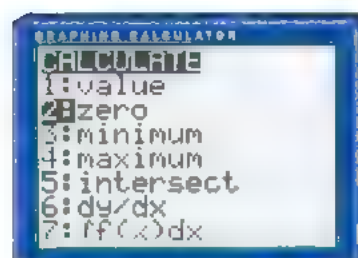 GRAPHING CALCULATOR
CALCULATE
1:value
2:zero
3:minimum
4:maximum
5:intersect
6:dy/dx
7:∫f(x)dx